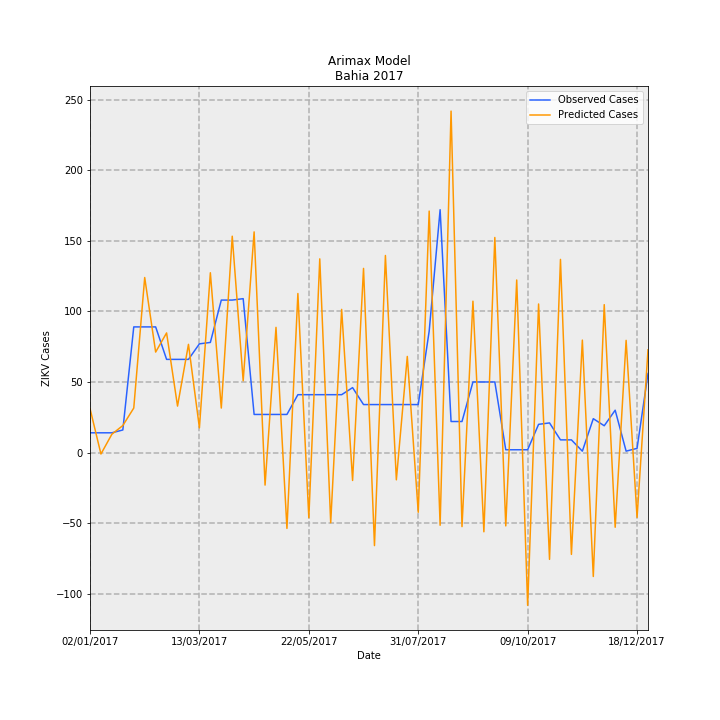 Arimax Model
Bahia 2017
Observed Cases
Predicted Cases
ZIKV Cases
250
200
150
100
50
0
−50
−100
02/01/2017
13/03/2017
22/05/2017
31/07/2017
09/10/2017
18/12/2017
Date